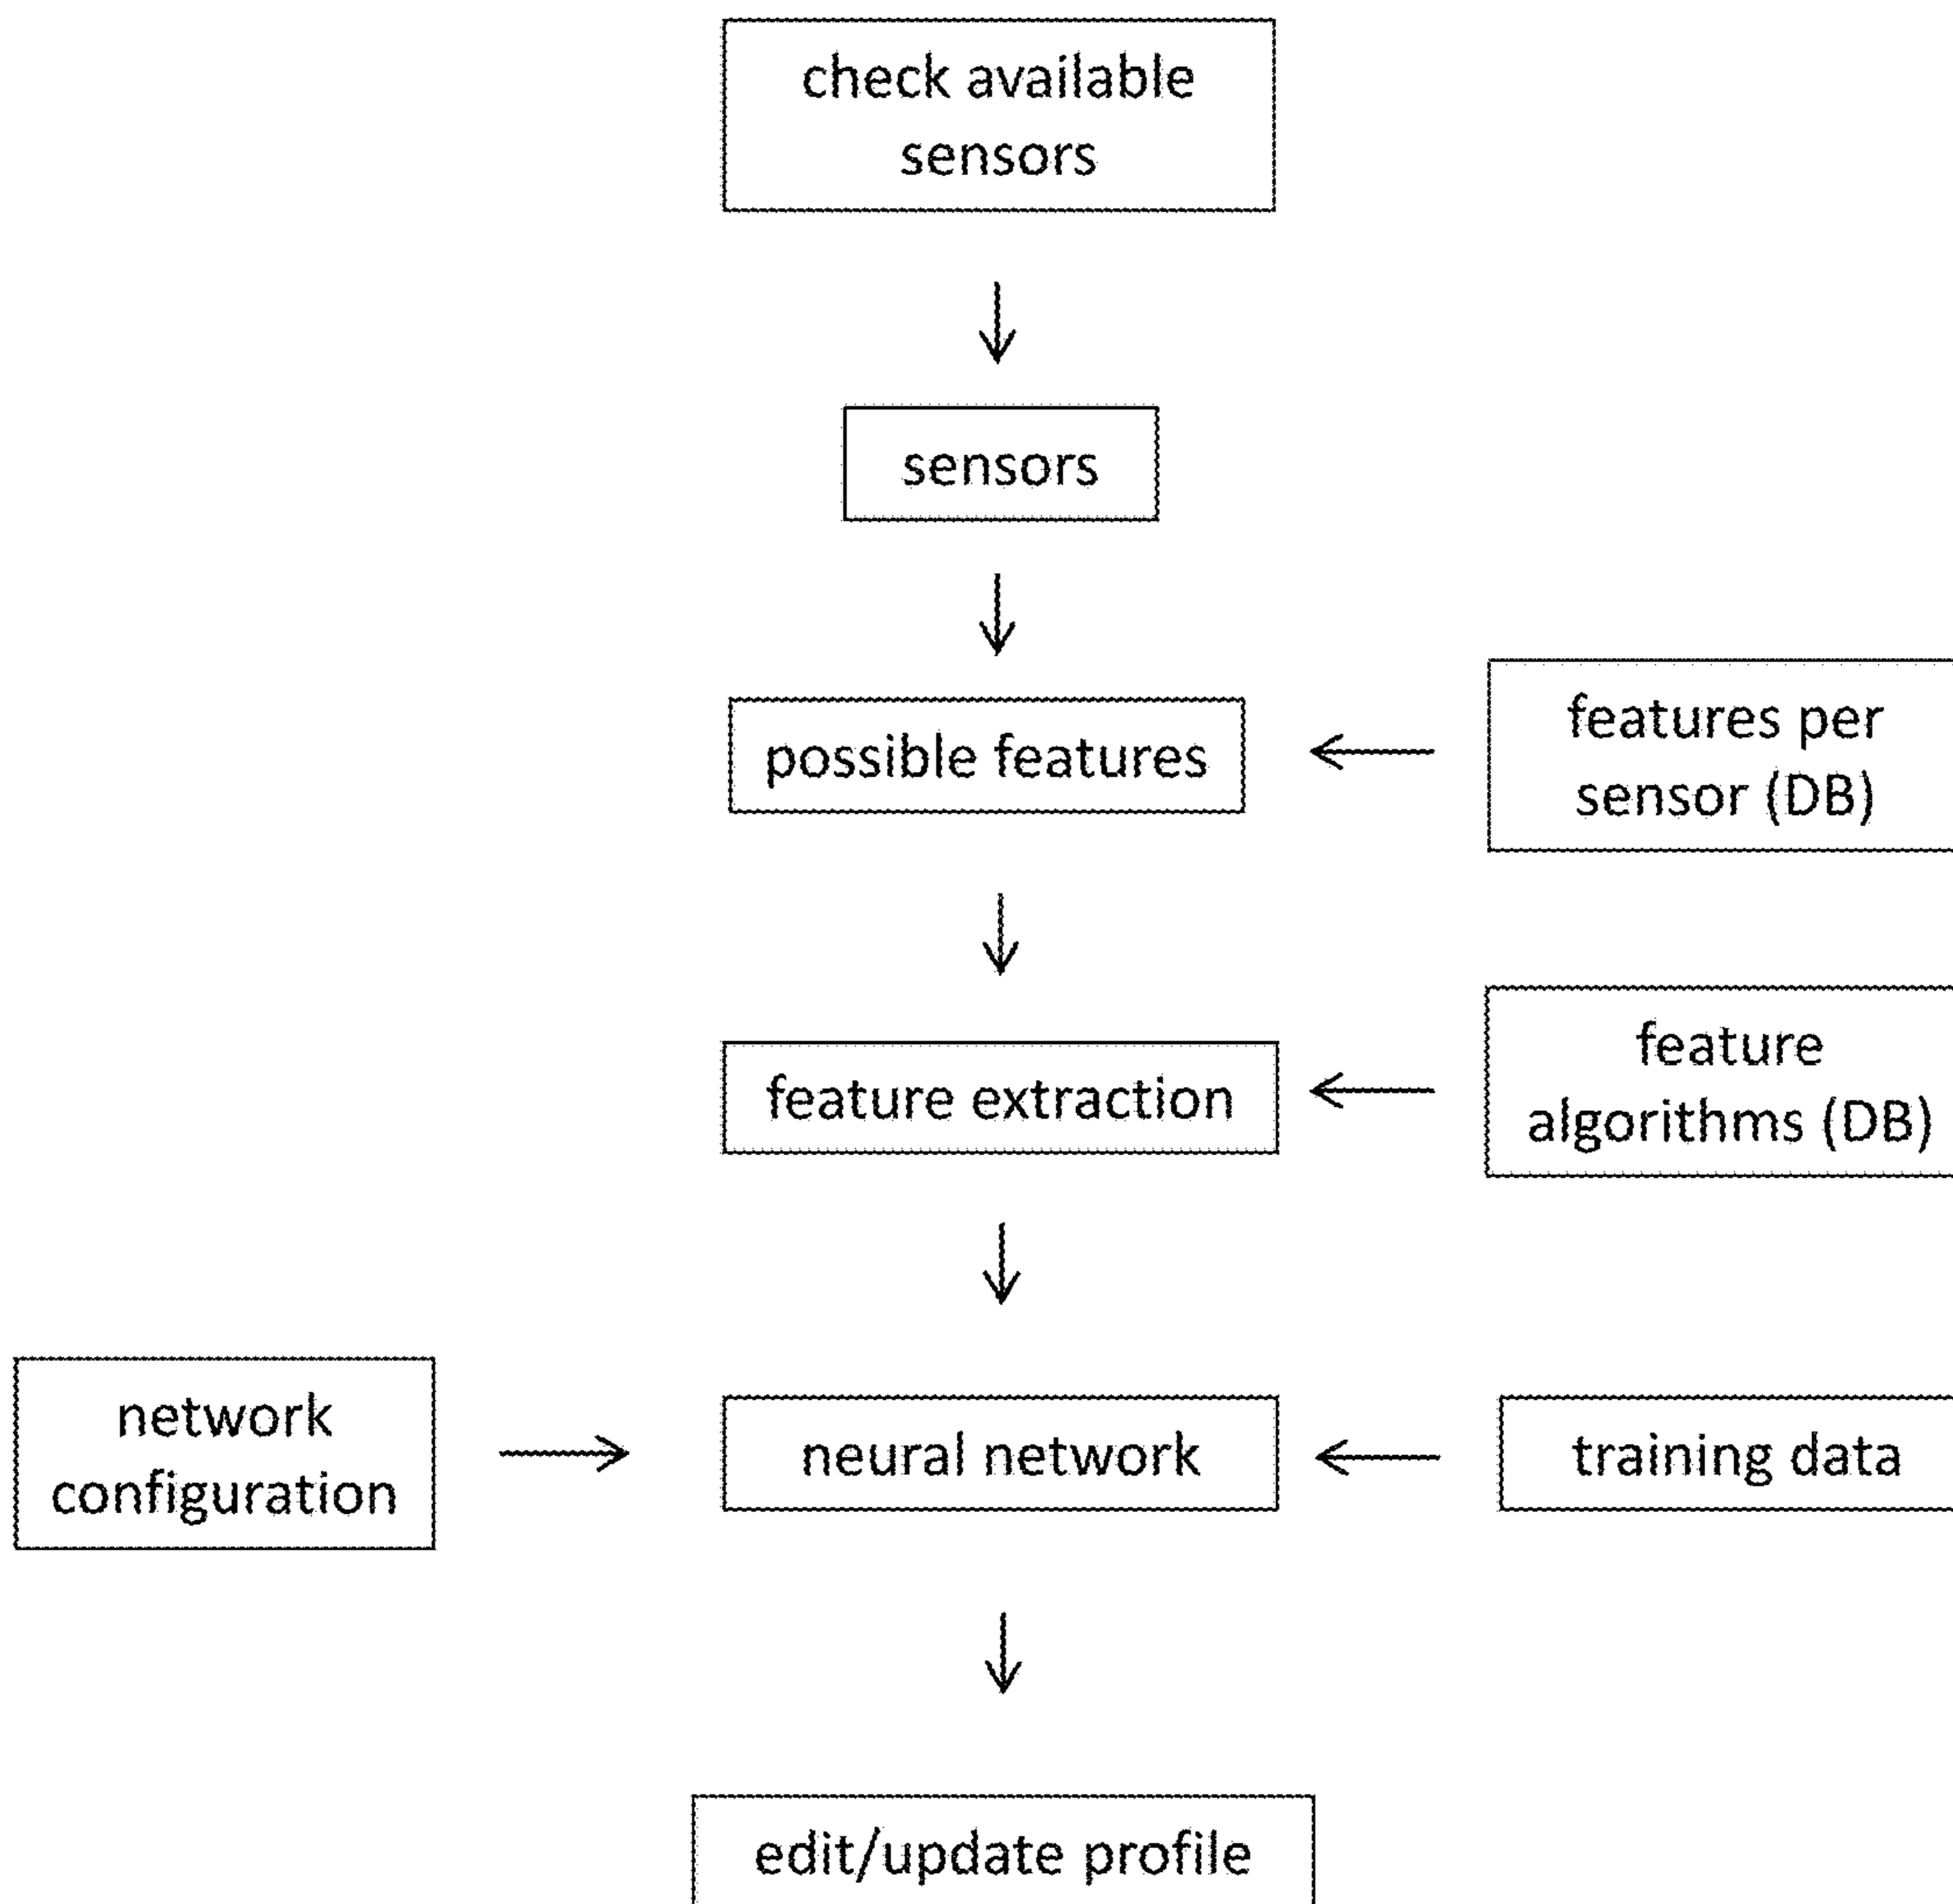 check available
sensors
sensors
possible features
features per
sensor (DB)
feature extraction
feature
algorithms (DB)
network
configuration
neural network
training data
edit/update profile